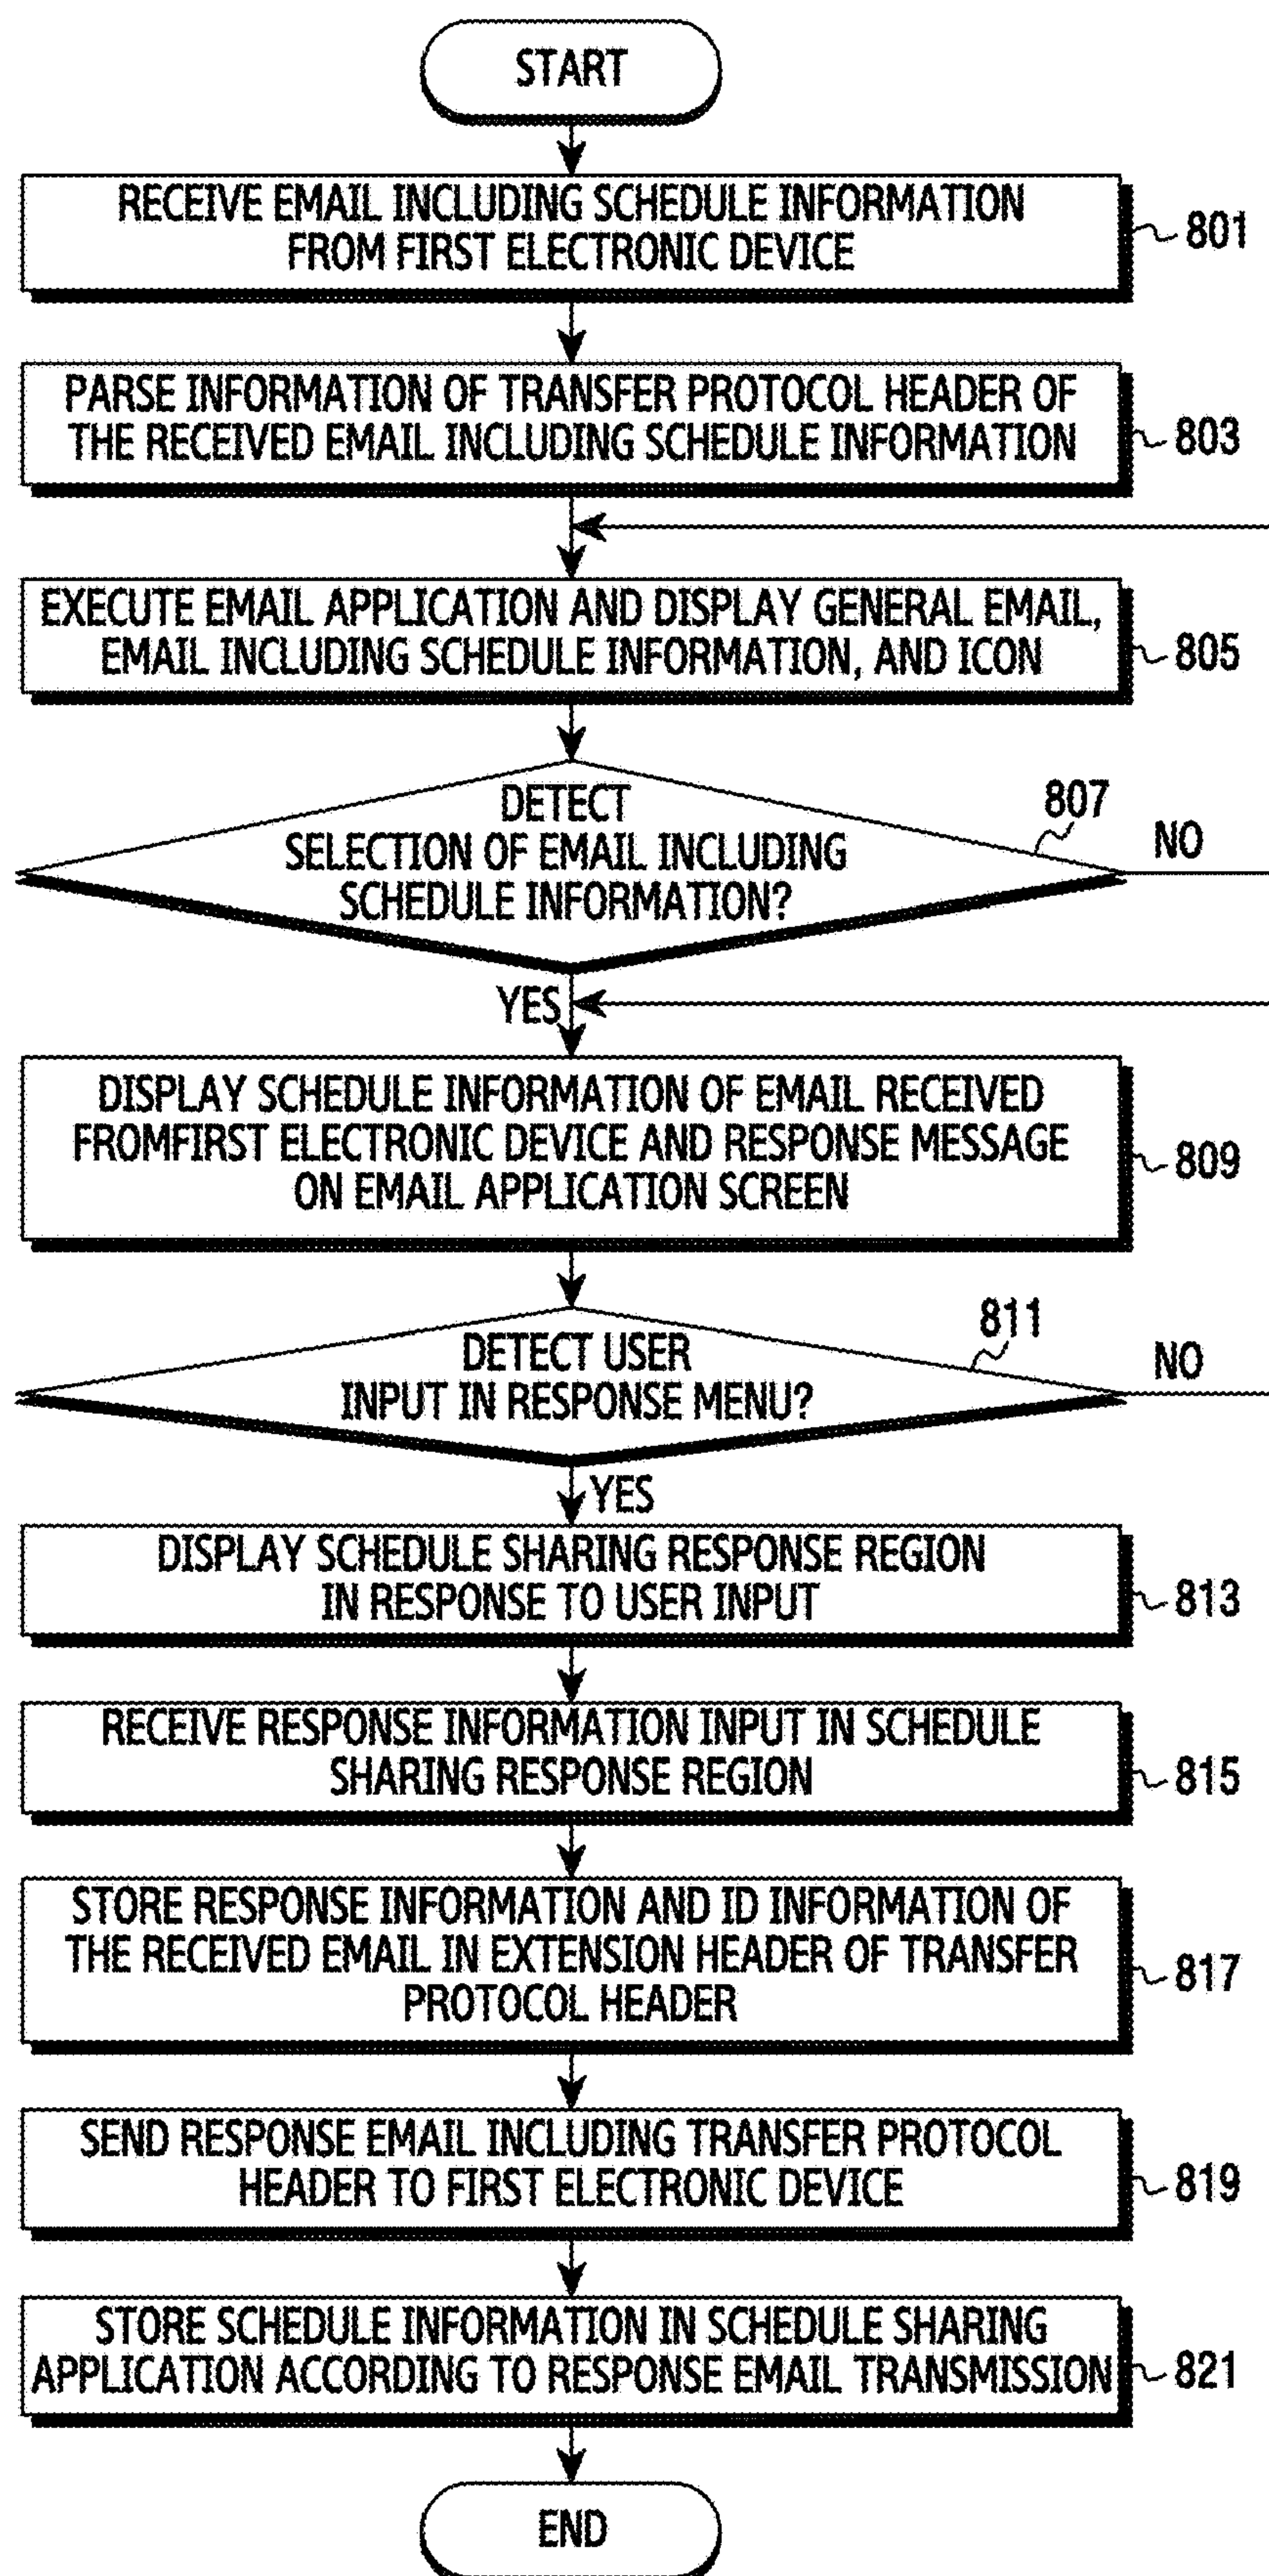 START
RECEIVE EMAIL INCLUDING SCHEDULE INFORMATION
FROM FIRST ELECTRONIC DEVICE
801
PARSE INFORMATION OF TRANSFER PROTOCOL HEADER OF
THE RECEIVED EMAIL INCLUDING SCHEDULE INFORMATION
803
EXECUTE EMAIL APPLICATION AND DISPLAY GENERAL EMAIL,
EMAIL INCLUDING SCHEDULE INFORMATION, AND ICON
805
DETECT
SELECTION OF EMAIL INCLUDING
SCHEDULE INFORMATION?
807
NO
YES
DISPLAY SCHEDULE INFORMATION OF EMAIL RECEIVED
FROMFIRST ELECTRONIC DEVICE AND RESPONSE MESSAGE
ON EMAIL APPLICATION SCREEN
809
DETECT USER
INPUT IN RESPONSE MENU?
811
NO
YES
DISPLAY SCHEDULE SHARING RESPONSE REGION
IN RESPONSE TO USER INPUT
813
RECEIVE RESPONSE INFORMATION INPUT IN SCHEDULE
SHARING RESPONSE REGION
815
STORE RESPONSE INFORMATION AND ID INFORMATION OF
THE RECEIVED EMAIL IN EXTENSION HEADER OF TRANSFER
PROTOCOL HEADER
817
SEND RESPONSE EMAIL INCLUDING TRANSFER PROTOCOL
HEADER TO FIRST ELECTRONIC DEVICE
819
STORE SCHEDULE INFORMATION IN SCHEDULE SHARING
APPLICATION ACCORDING TO RESPONSE EMAIL TRANSMISSION
821
END